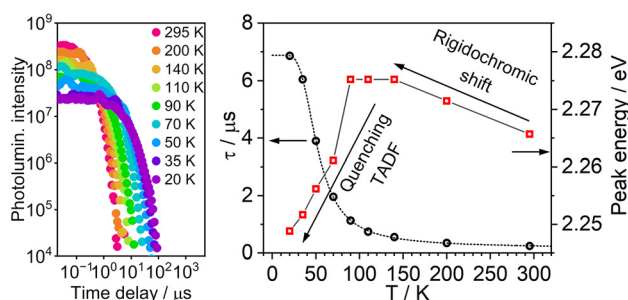 Photolumin. intensity
10⁹
10⁸
10⁷
10⁶
10⁵
10⁴
295 K
200 K
140 K
110 K
90 K
70 K
50 K
35 K
20 K
10⁻¹ 10⁰ 10¹ 10² 10³
Time delay / μs
τ / μs
8
6
4
2
0
Rigidochromic
shift
Quenching
TADF
0 50 100 150 200 250 300
T / K
2.28
2.27
2.26
2.25
Peak energy / eV